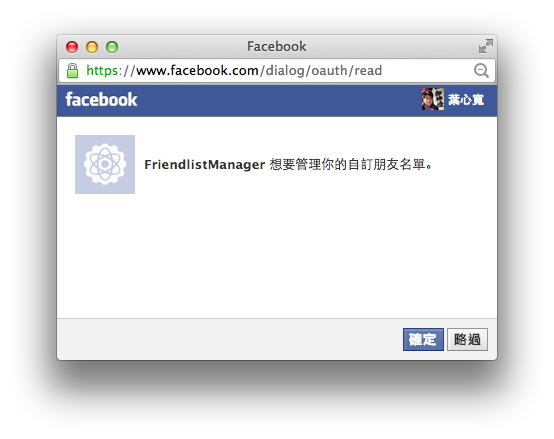 Facebook
https://www.facebook.com/dialog/oauth/read
facebook
葉心寬
FriendlistManager 想要管理你的自訂朋友名單。
確定
略過